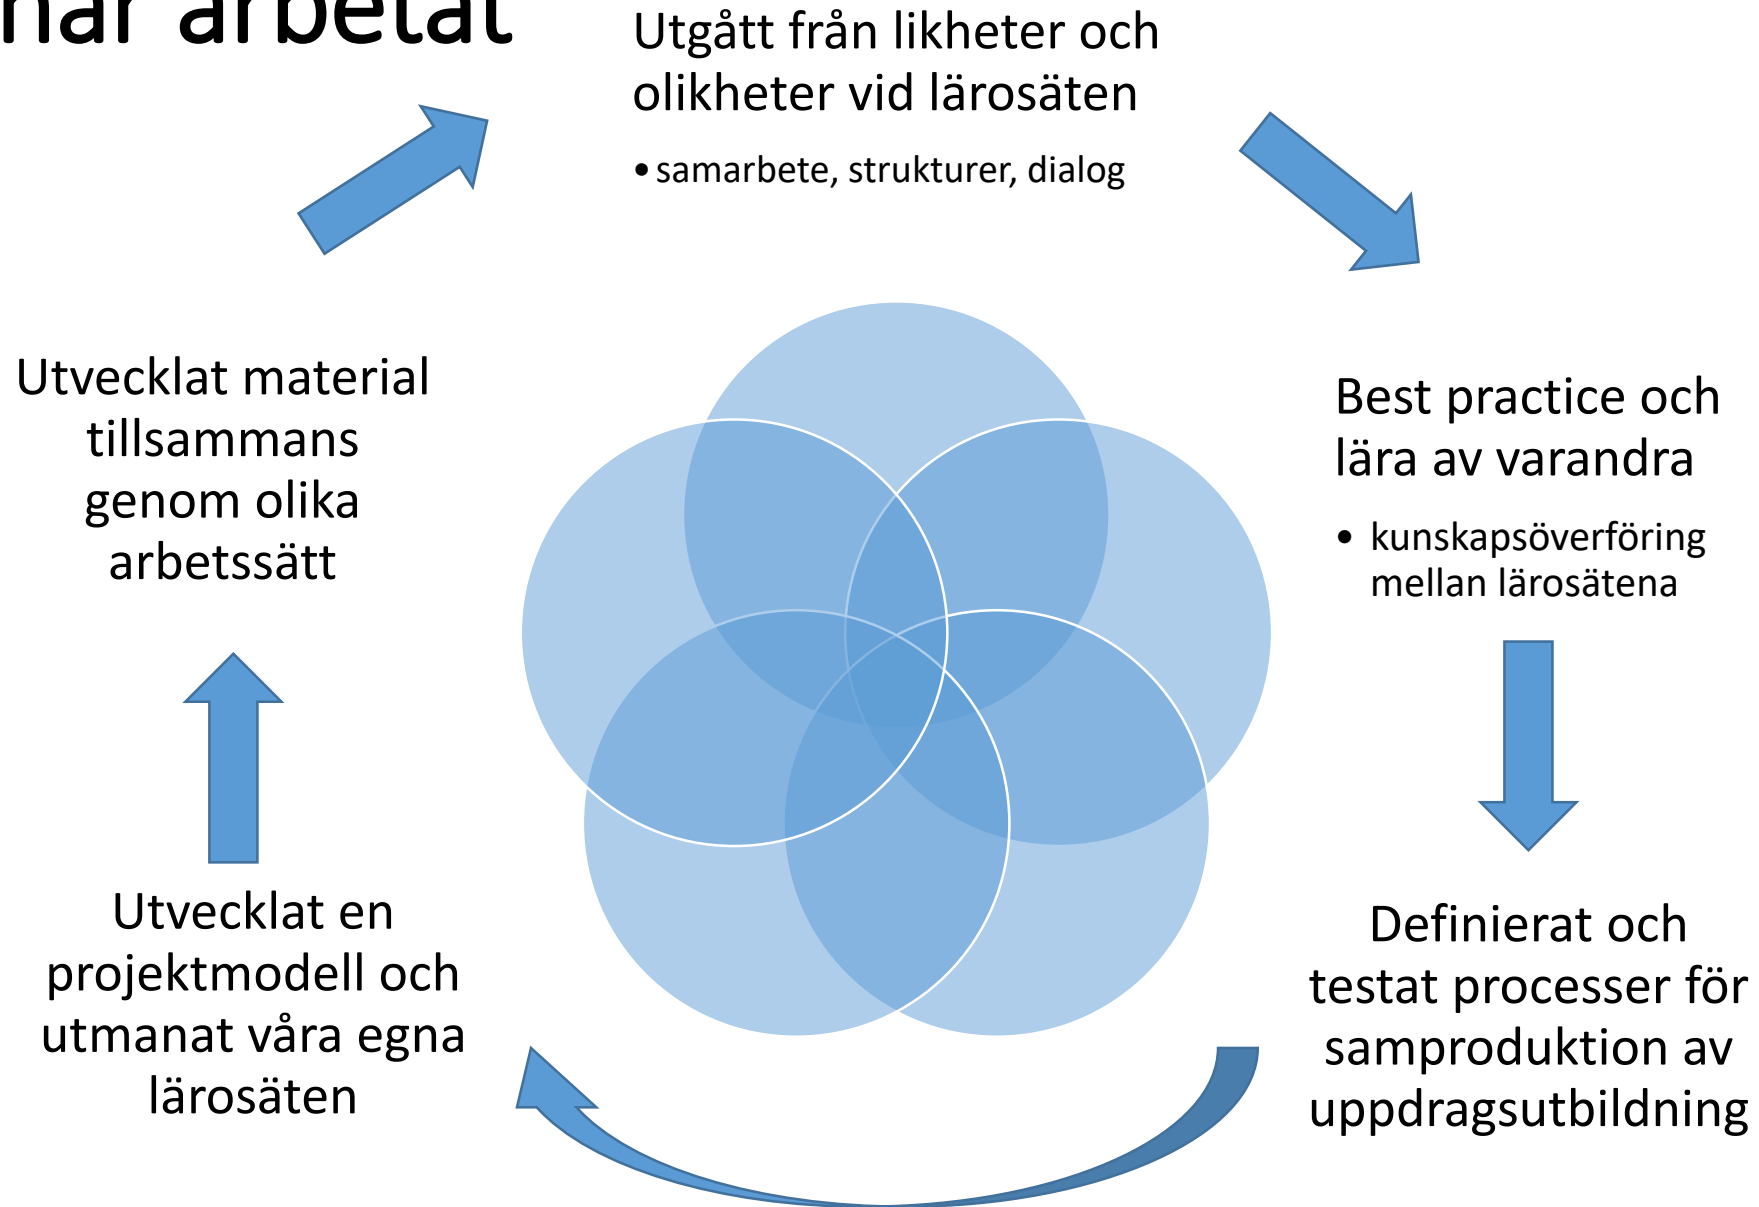 har arbetat
Utgått från likheter och
olikheter vid lärosäten
• samarbete, strukturer, dialog
Best practice och
lära av varandra
• kunskapsöverföring
mellan lärosätena
Definierat och
testat processer för
samproduktion av
uppdragsutbildning
Utvecklat en
projektmodell och
utmanat våra egna
lärosäten
Utvecklat material
tillsammans
genom olika
arbetssätt